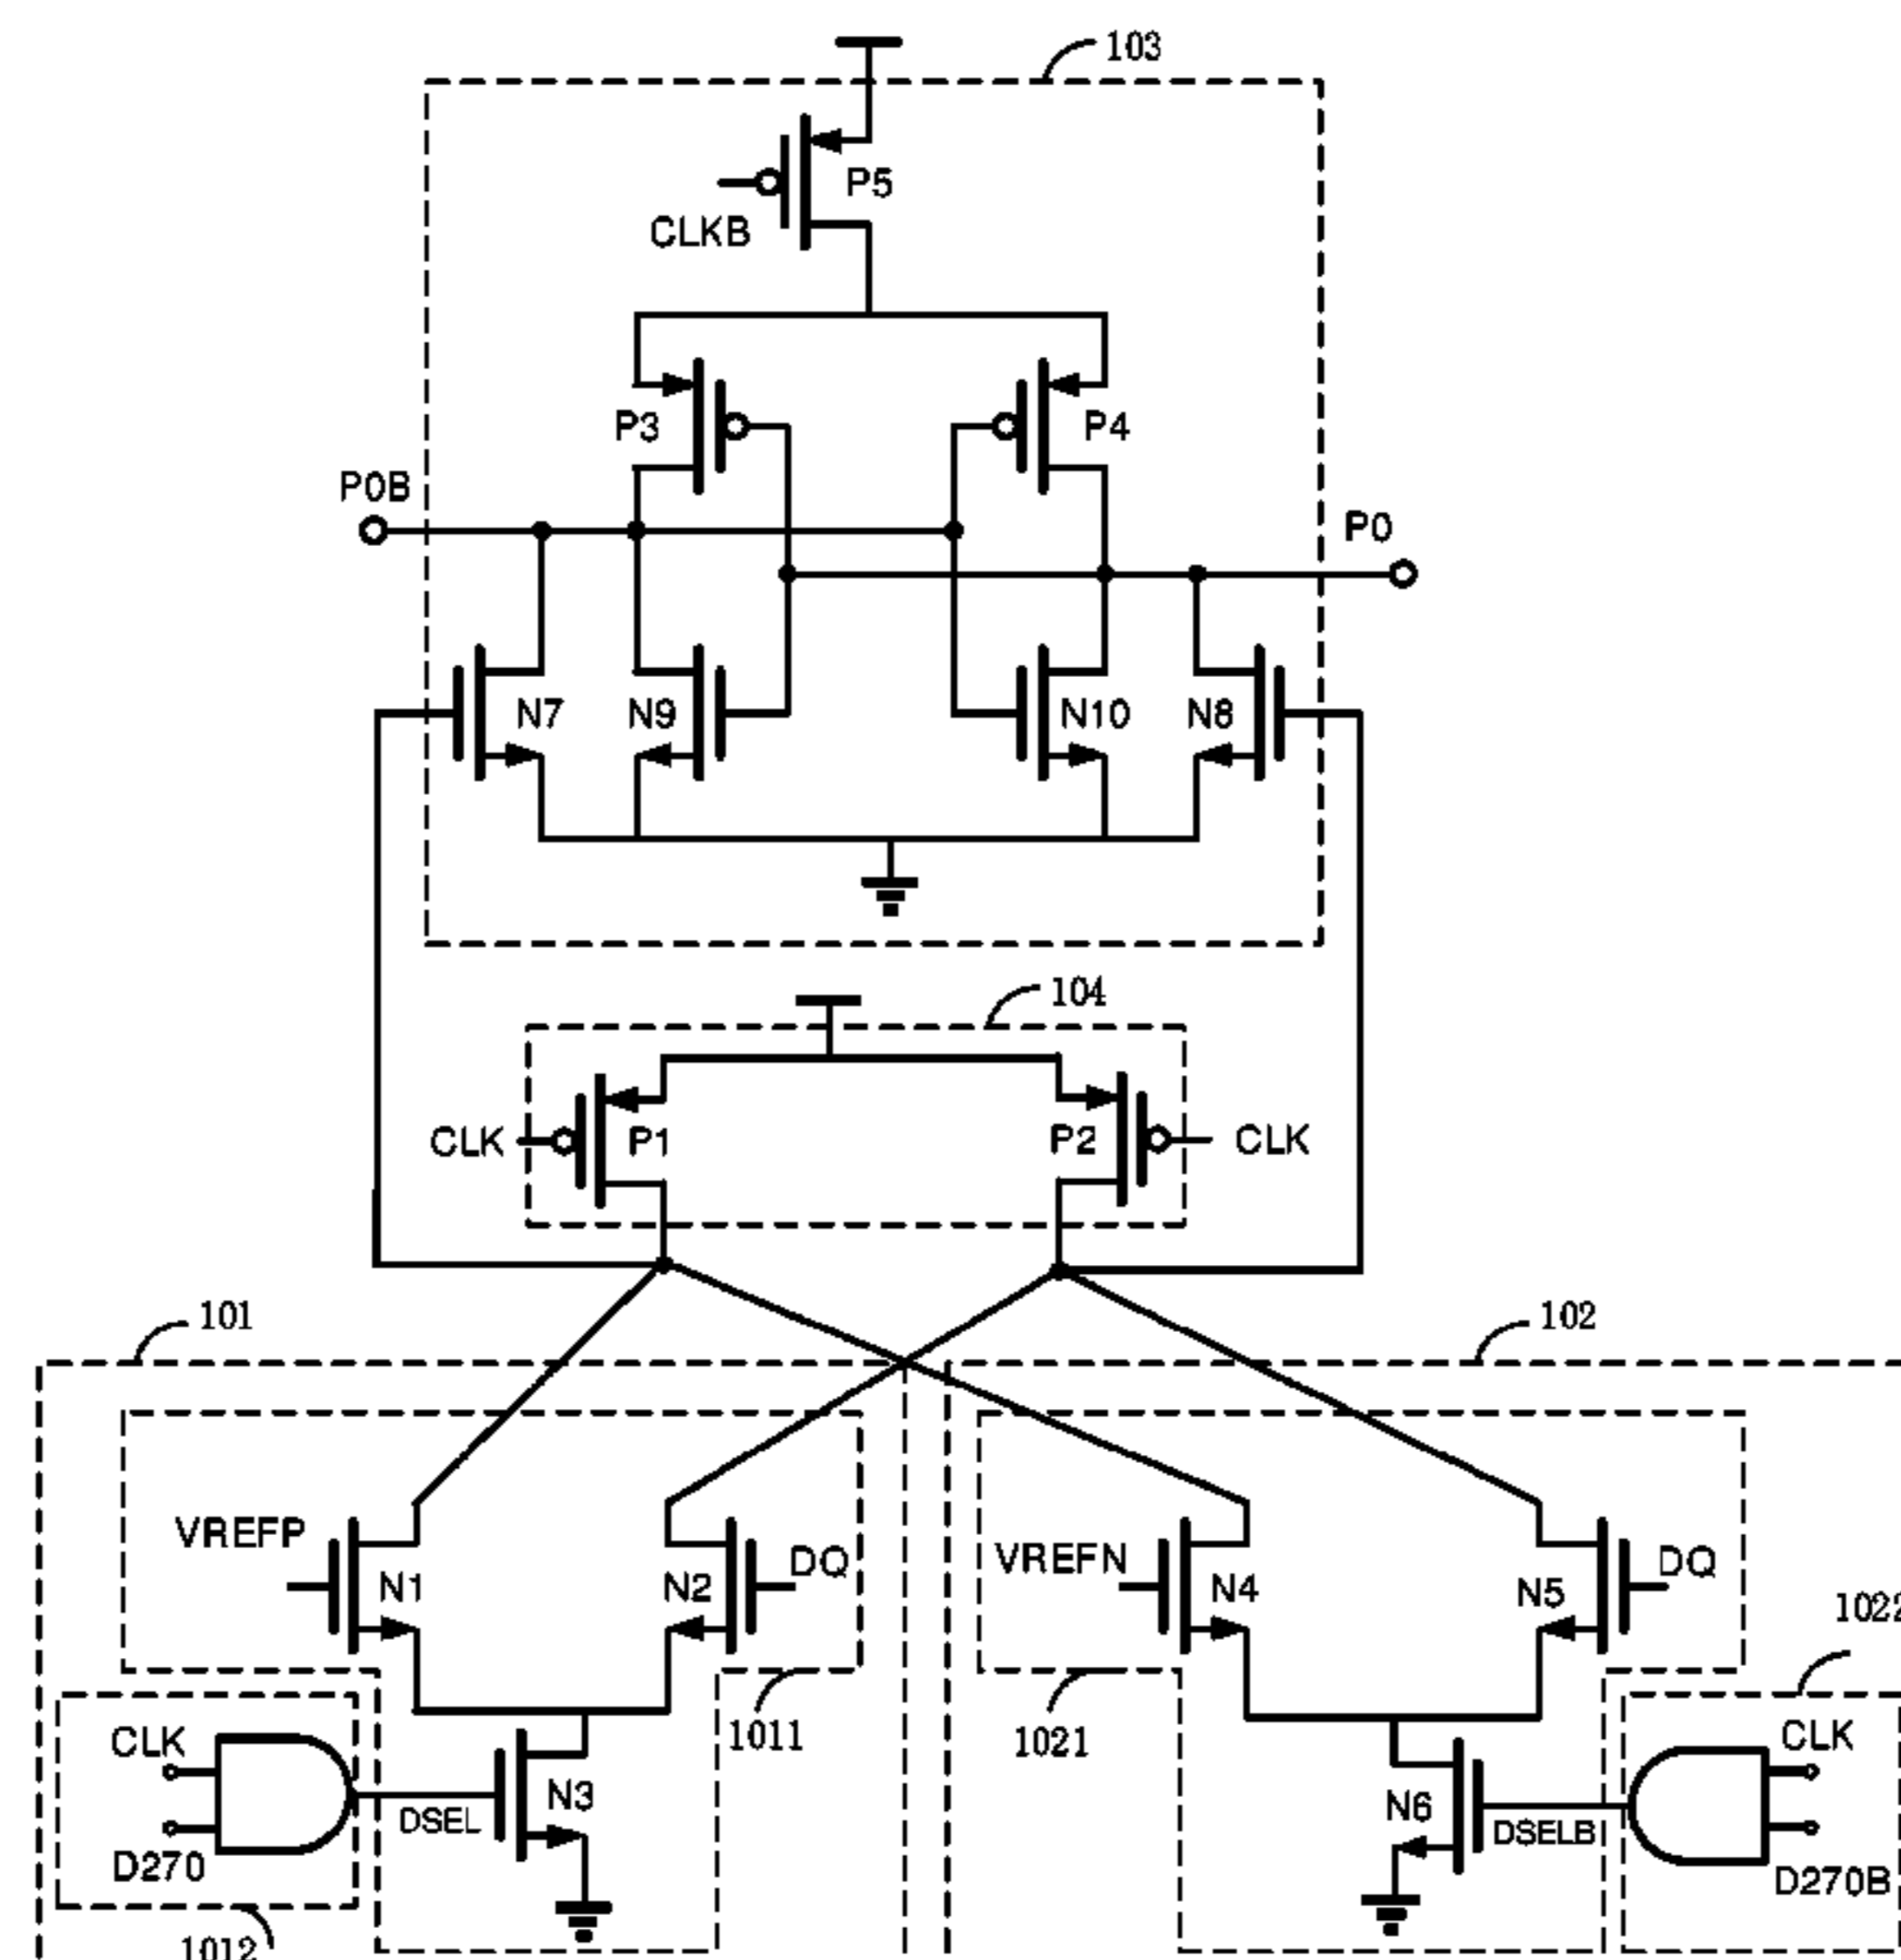 103
P5
CLKB
P3
P4
P0B
P0
N7
N9
N10
N8
104
CLK
P1
P2
CLK
101
102
VREFP
N1
N2
DQ
VREFN
N4
N5
DQ
1022
1011
1021
CLK
D270
DSEL
N3
N6
DSELB
CLK
D270B
1012